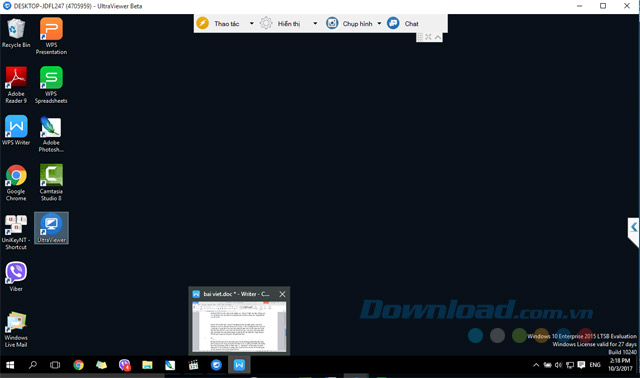 DESKTOP-JDFL247 (4705959) - UltraViewer Beta
Thao tác
Hiển thị
Chụp hình
Chat
Recycle Bin
WPS
Presentation
Adobe
Reader 9
WPS
Spreadsheets
WPS Writer
Adobe
Photosh...
Google
Chrome
Camtasia
Studio 8
UniKeyNT -
Shortcut
UltraViewer
Viber
Windows
Live Mail
bai viet.doc * - Writer - C...
Download.com.vn
Windows 10 Enterprise 2015 LTSB Evaluation
Windows License valid for 27 days
Build 10240
ENG
2:18 PM
10/3/2017